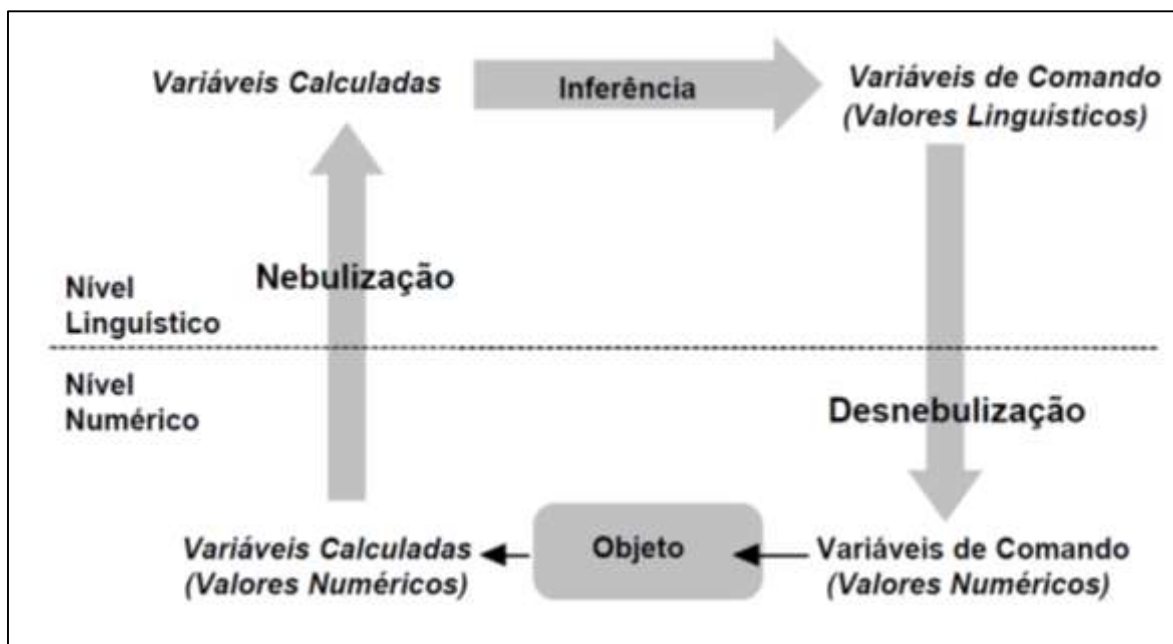 Variáveis Calculadas
Inferência
Variáveis de Comando
(Valores Linguísticos)
Nebulização
Nível
Linguístico
Nível
Numérico
Desnebulização
Variáveis Calculadas
(Valores Numéricos)
Objeto
Variáveis de Comando
(Valores Numéricos)